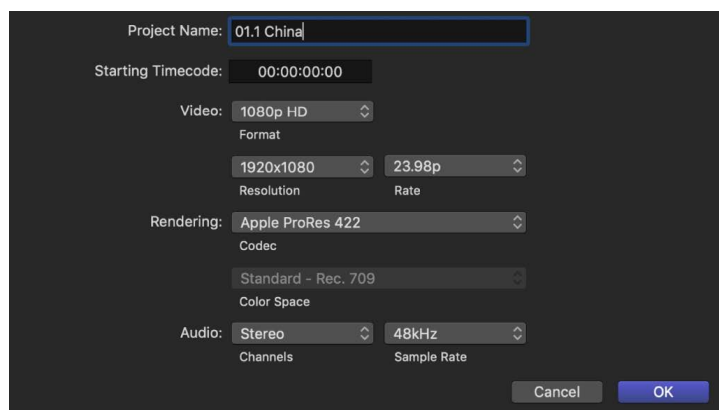 Project Name: 01.1 China
Starting Timecode: 00:00:00:00
Video: 1080p HD
Format
1920x1080 23.98p
Resolution Rate
Rendering: Apple ProRes 422
Codec
Standard - Rec. 709
Color Space
Audio: Stereo 48kHz
Channels Sample Rate
Cancel OK